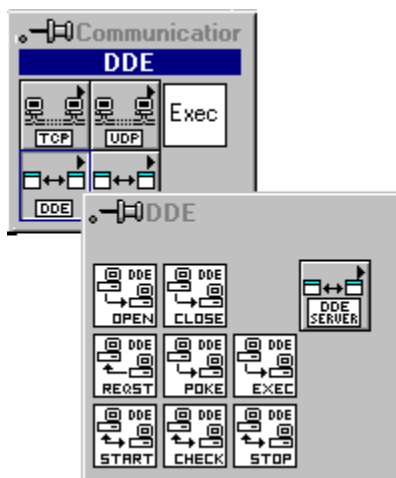 Communicatior
DDE
Exec
TCP UDP
DDE
DDE
DDE DDE
OPEN CLOSE
DDE
SERVER
DDE DDE DDE
REQST POKE EXEC
DDE DDE DDE
START CHECK STOP